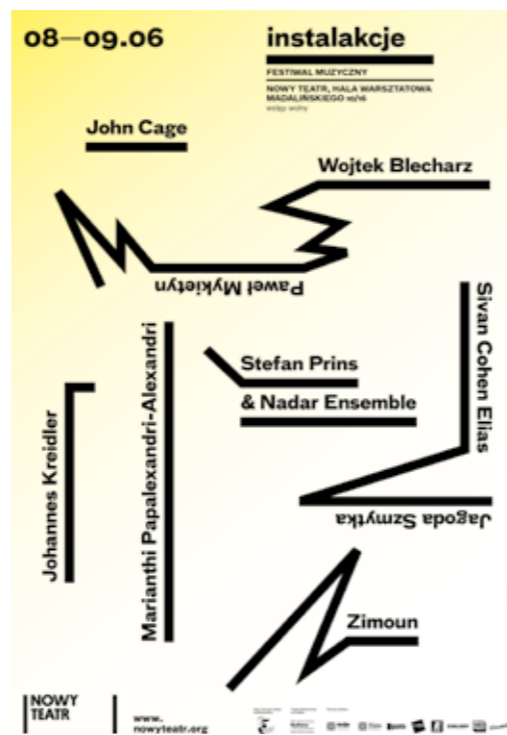 08—09.06
instalakcje
FESTIWAL MUZYCZNY
NOWY TEATR, HALA WARSZTATOWA
MADALIŃSKIEGO 10/16
wstęp wolny
John Cage
Wojtek Blecharz
Paweł Mykietyn
Sivan Cohen Elias
Stefan Prins
& Nadar Ensemble
Marianthi Papalexandri-Alexandri
Johannes Kreidler
Jagoda Szmytka
Zimoun
NOWY
TEATR
www.
nowyteatr.org